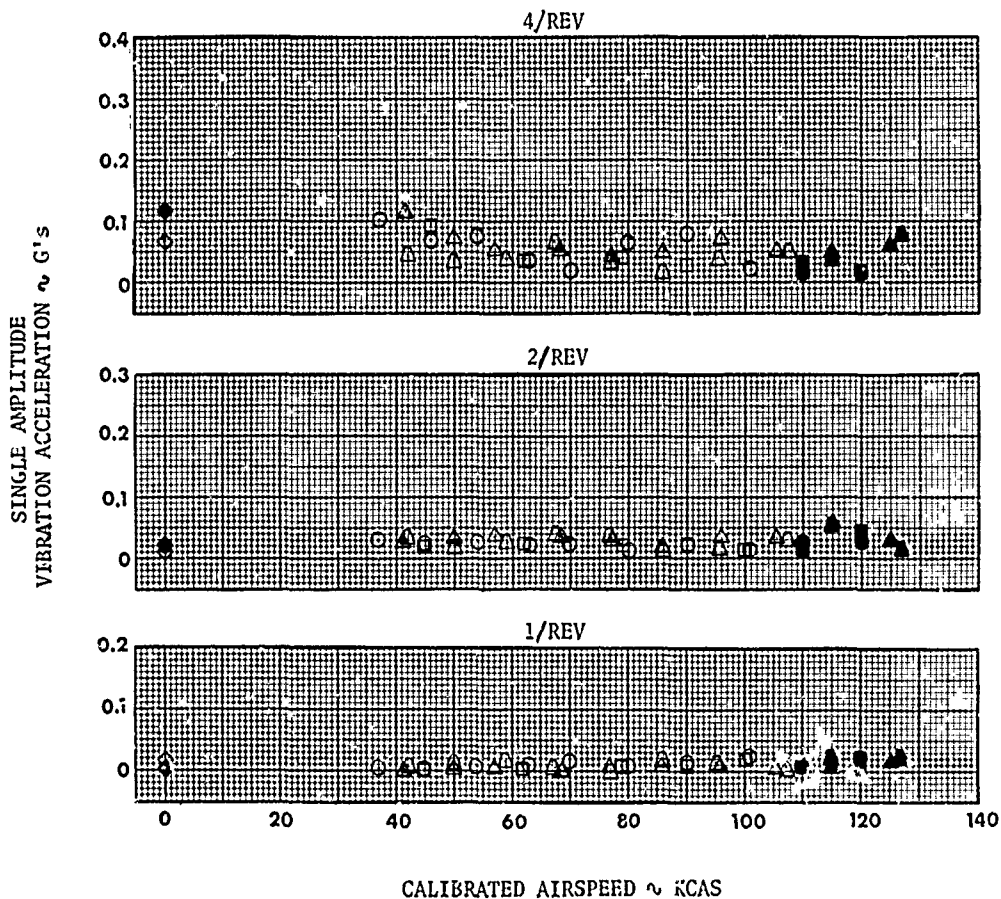 4/REV
0.4
0.3
0.2
0.1
0
2/REV
0.3
0.2
0.1
0
1/REV
0.2
0.1
0
0 20 40 60 80 100 120 140
SINGLE AMPLITUDE
VIBRATION ACCELERATION ~ G's
CALIBRATED AIRSPEED ~ KCAS